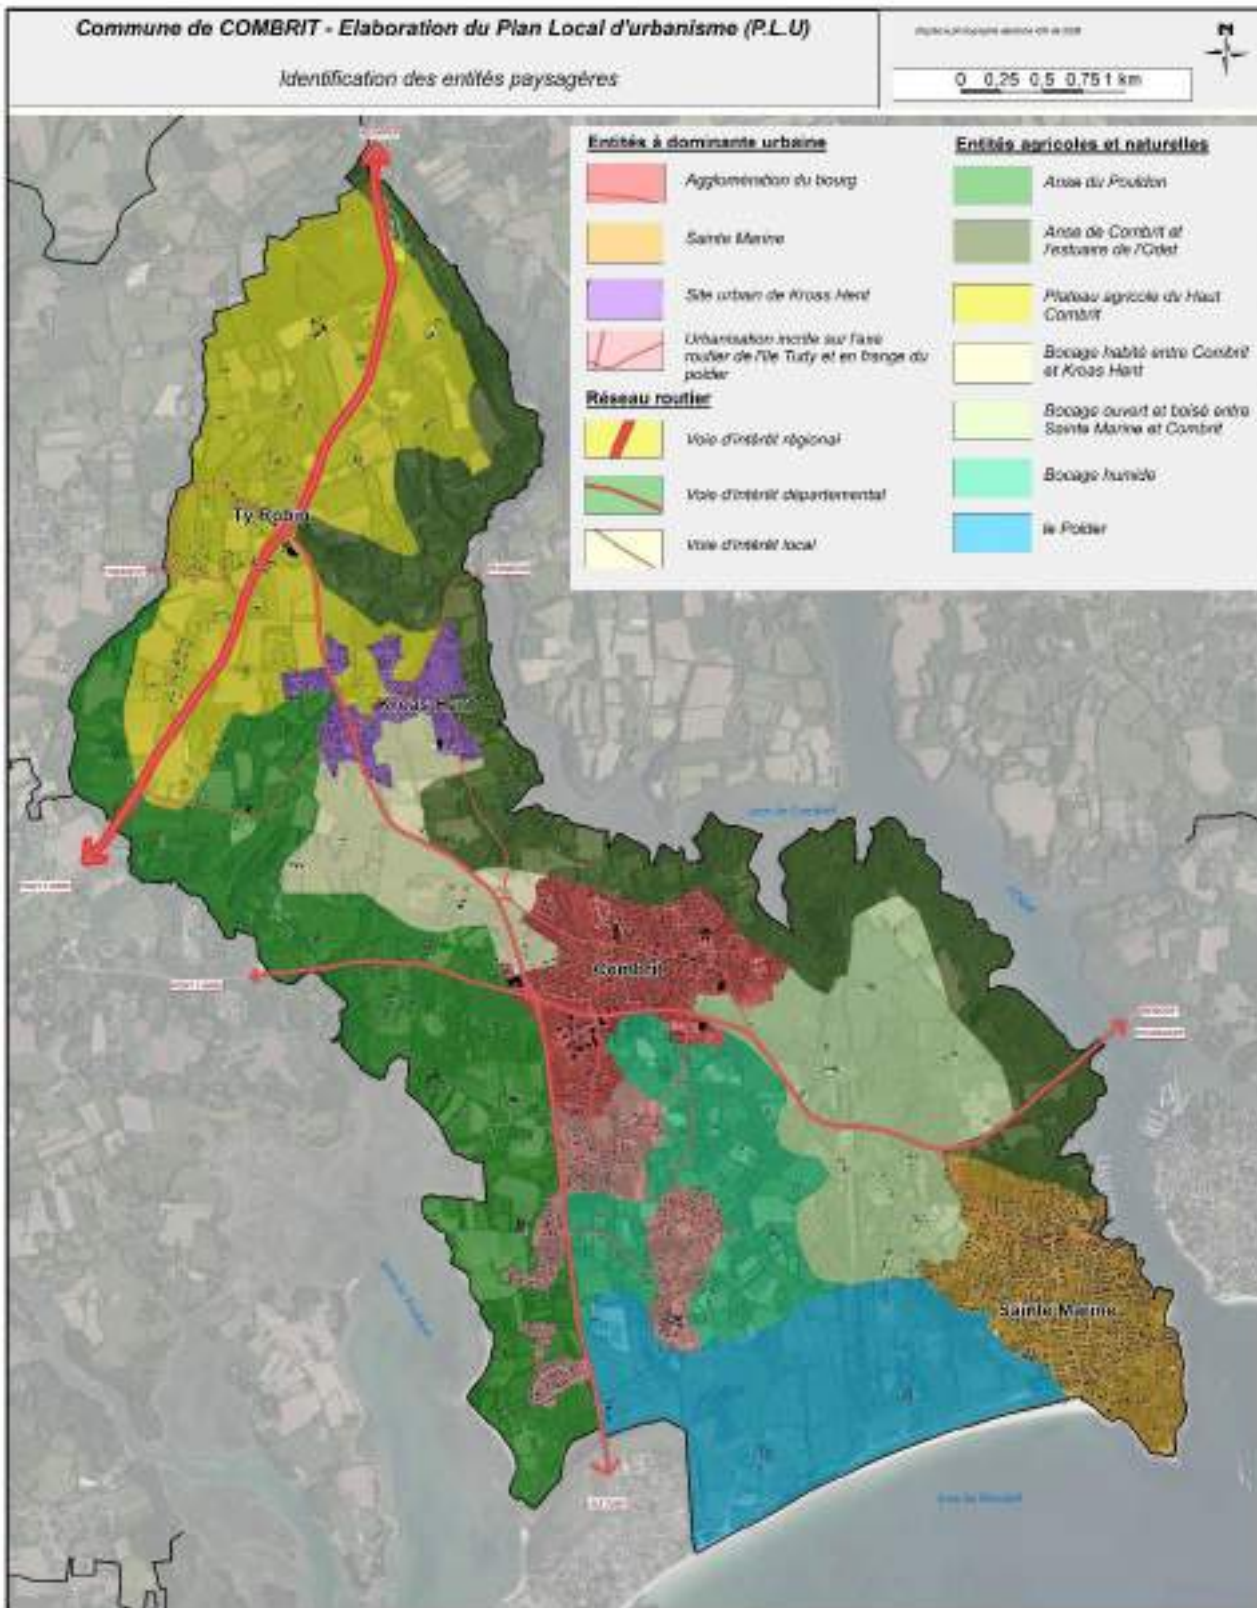 Commune de COMBRIT - Elaboration du Plan Local d'urbanisme (P.L.U)
Identification des entités paysagères
N
0 0,25 0,5 0,75 1 km
Entités à dominante urbaine
Agglomération du bourg
Sainte Marine
Site urbain de Kroas Hent
Urbanisation incrite sur l'axe
routier de l'Ile Tudy et en frange du
polder
Réseau routier
Voie d'intérêt régional
Voie d'intérêt départemental
Voie d'intérêt local
Entités agricoles et naturelles
Anse du Pouldon
Anse de Combrit et
l'estuaire de l'Odet
Plateau agricole du Haut
Combrit
Bocage habité entre Combrit
et Kroas Hent
Bocage ouvert et boisé entre
Sainte Marine et Combrit
Bocage humide
le Polder
Ty Robin
Kroas Hent
Anse de Combrit
Combrit
Sainte Marine